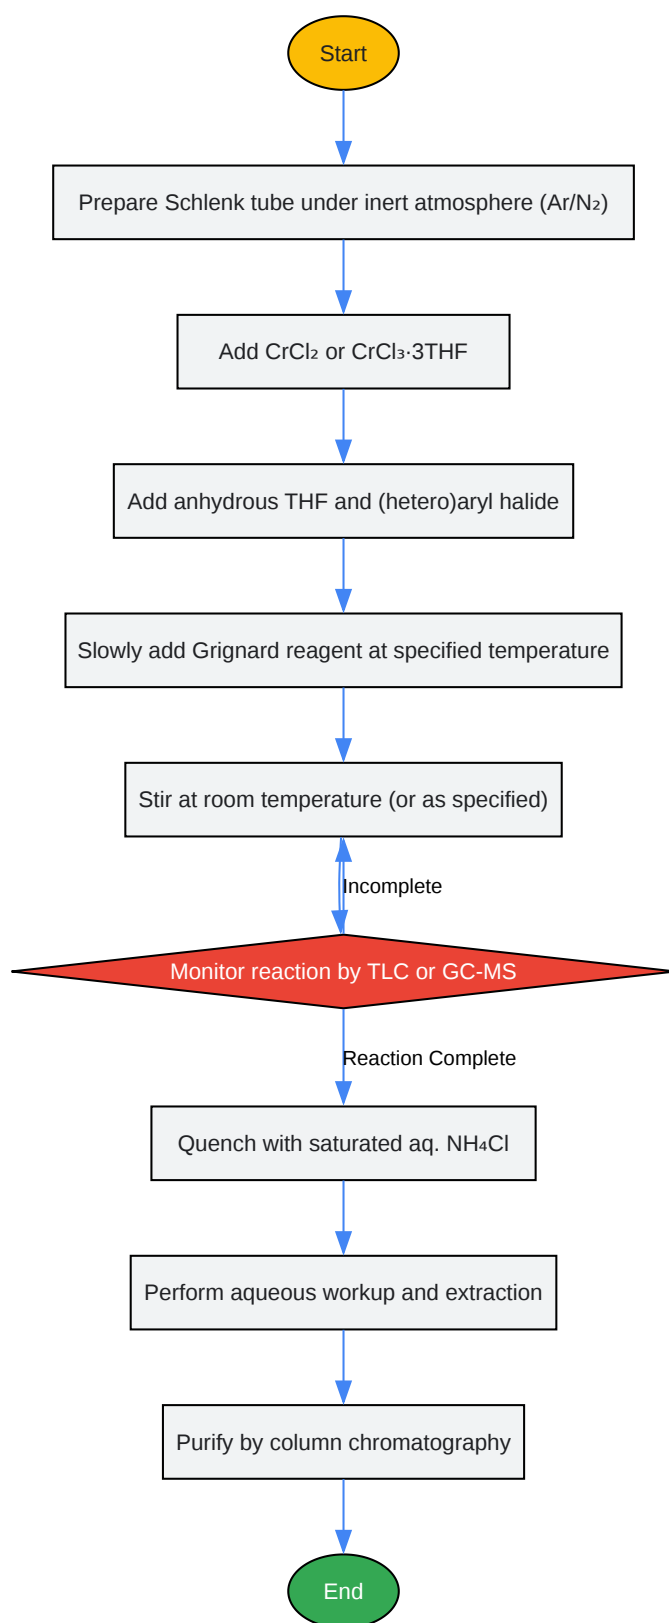 Start
Prepare Schlenk tube under inert atmosphere (Ar/N₂)
Add CrCl₂ or CrCl₃·3THF
Add anhydrous THF and (hetero)aryl halide
Slowly add Grignard reagent at specified temperature
Stir at room temperature (or as specified)
Incomplete
Monitor reaction by TLC or GC-MS
Reaction Complete
Quench with saturated aq. NH₄Cl
Perform aqueous workup and extraction
Purify by column chromatography
End